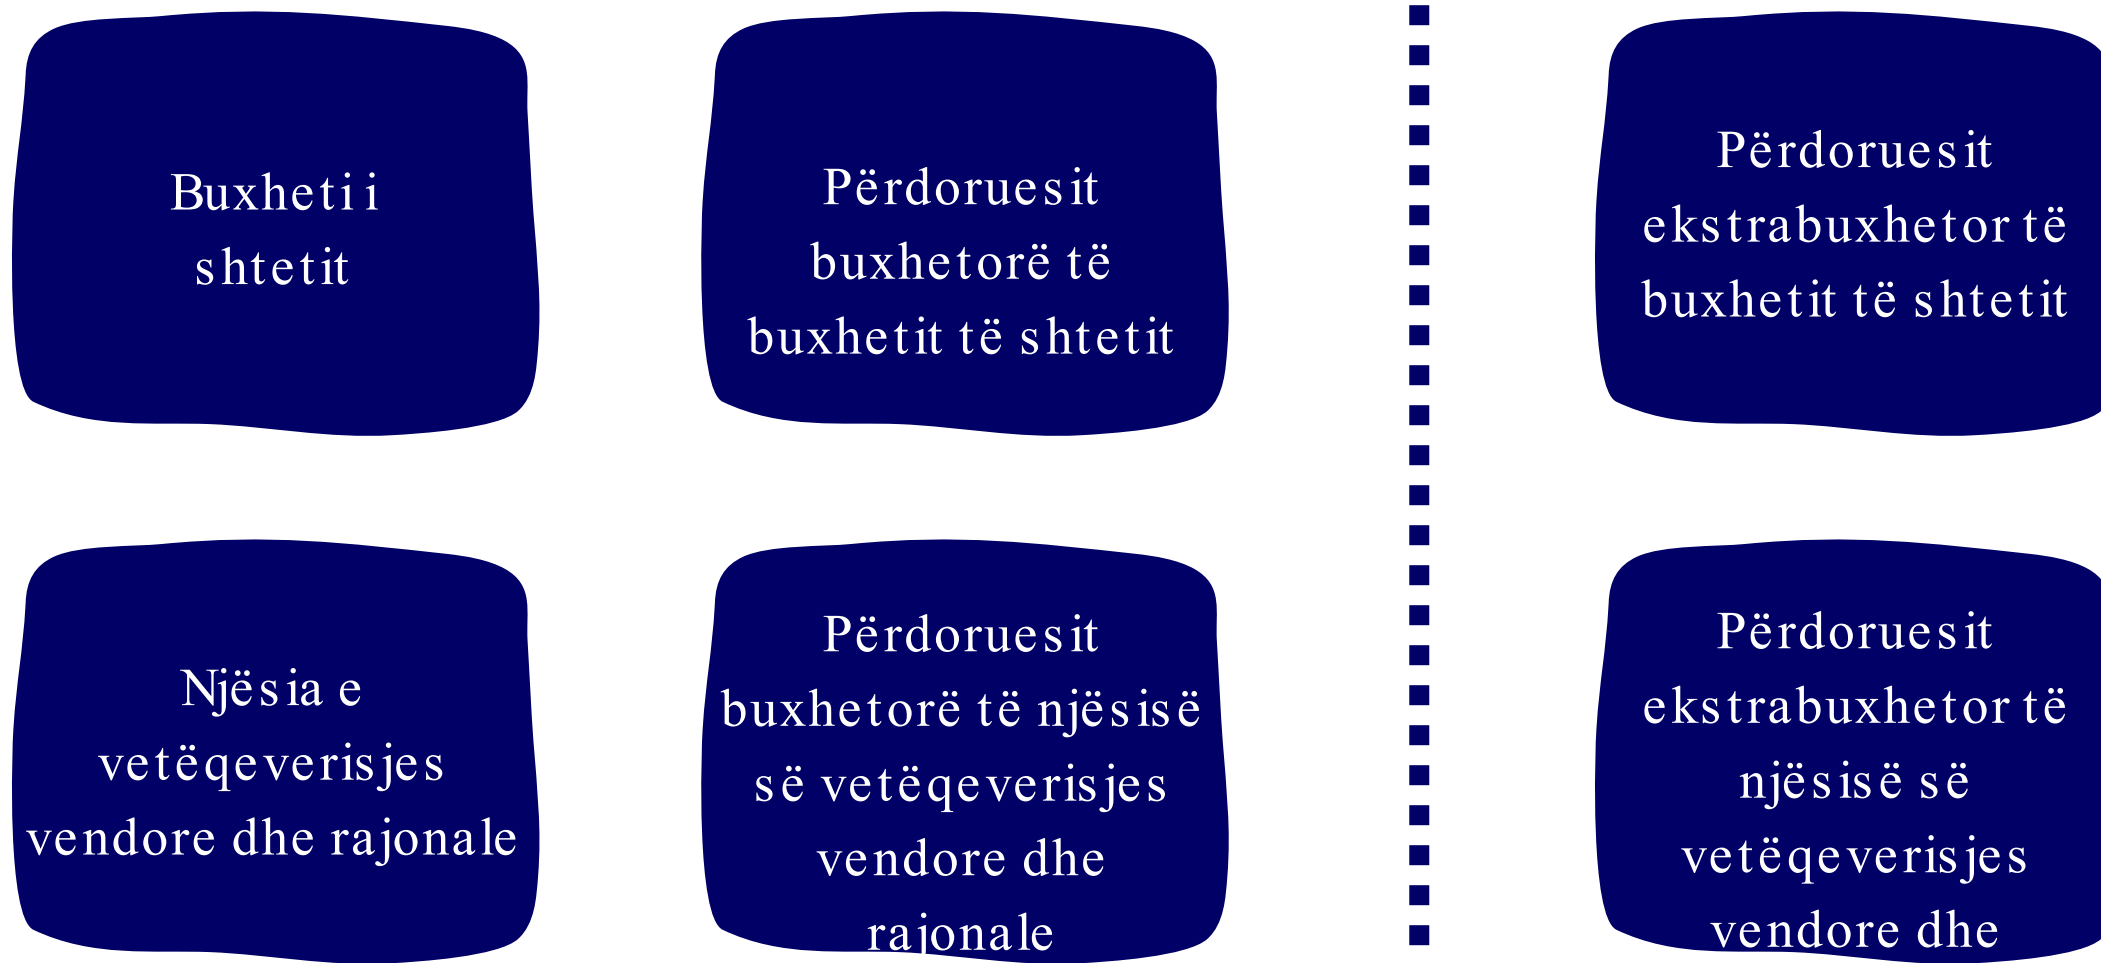 Buxheti i
shtetit
Përdoruesit
buxhetorë të
buxhetit të shtetit
Përdoruesit
ekstrabuxhetor të
buxhetit të shtetit
Njësia e
vetëqeverisjes
vendore dhe rajonale
Përdoruesit
buxhetorë të njësisë
së vetëqeverisjes
vendore dhe
rajonale
Përdoruesit
ekstrabuxhetor të
njësisë së
vetëqeverisjes
vendore dhe